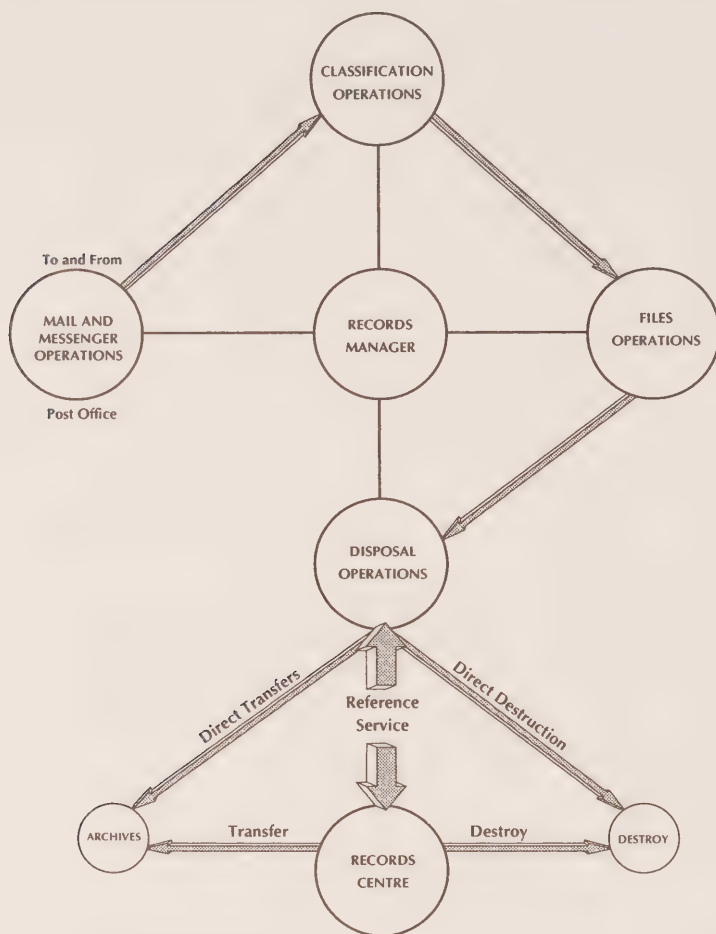 CLASSIFICATION
OPERATIONS
To and From
MAIL AND
MESSENGER
OPERATIONS
Post Office
RECORDS
MANAGER
FILES
OPERATIONS
DISPOSAL
OPERATIONS
Direct Transfers
Reference
Service
Direct Destruction
ARCHIVES
Transfer
RECORDS
CENTRE
Destroy
DESTROY